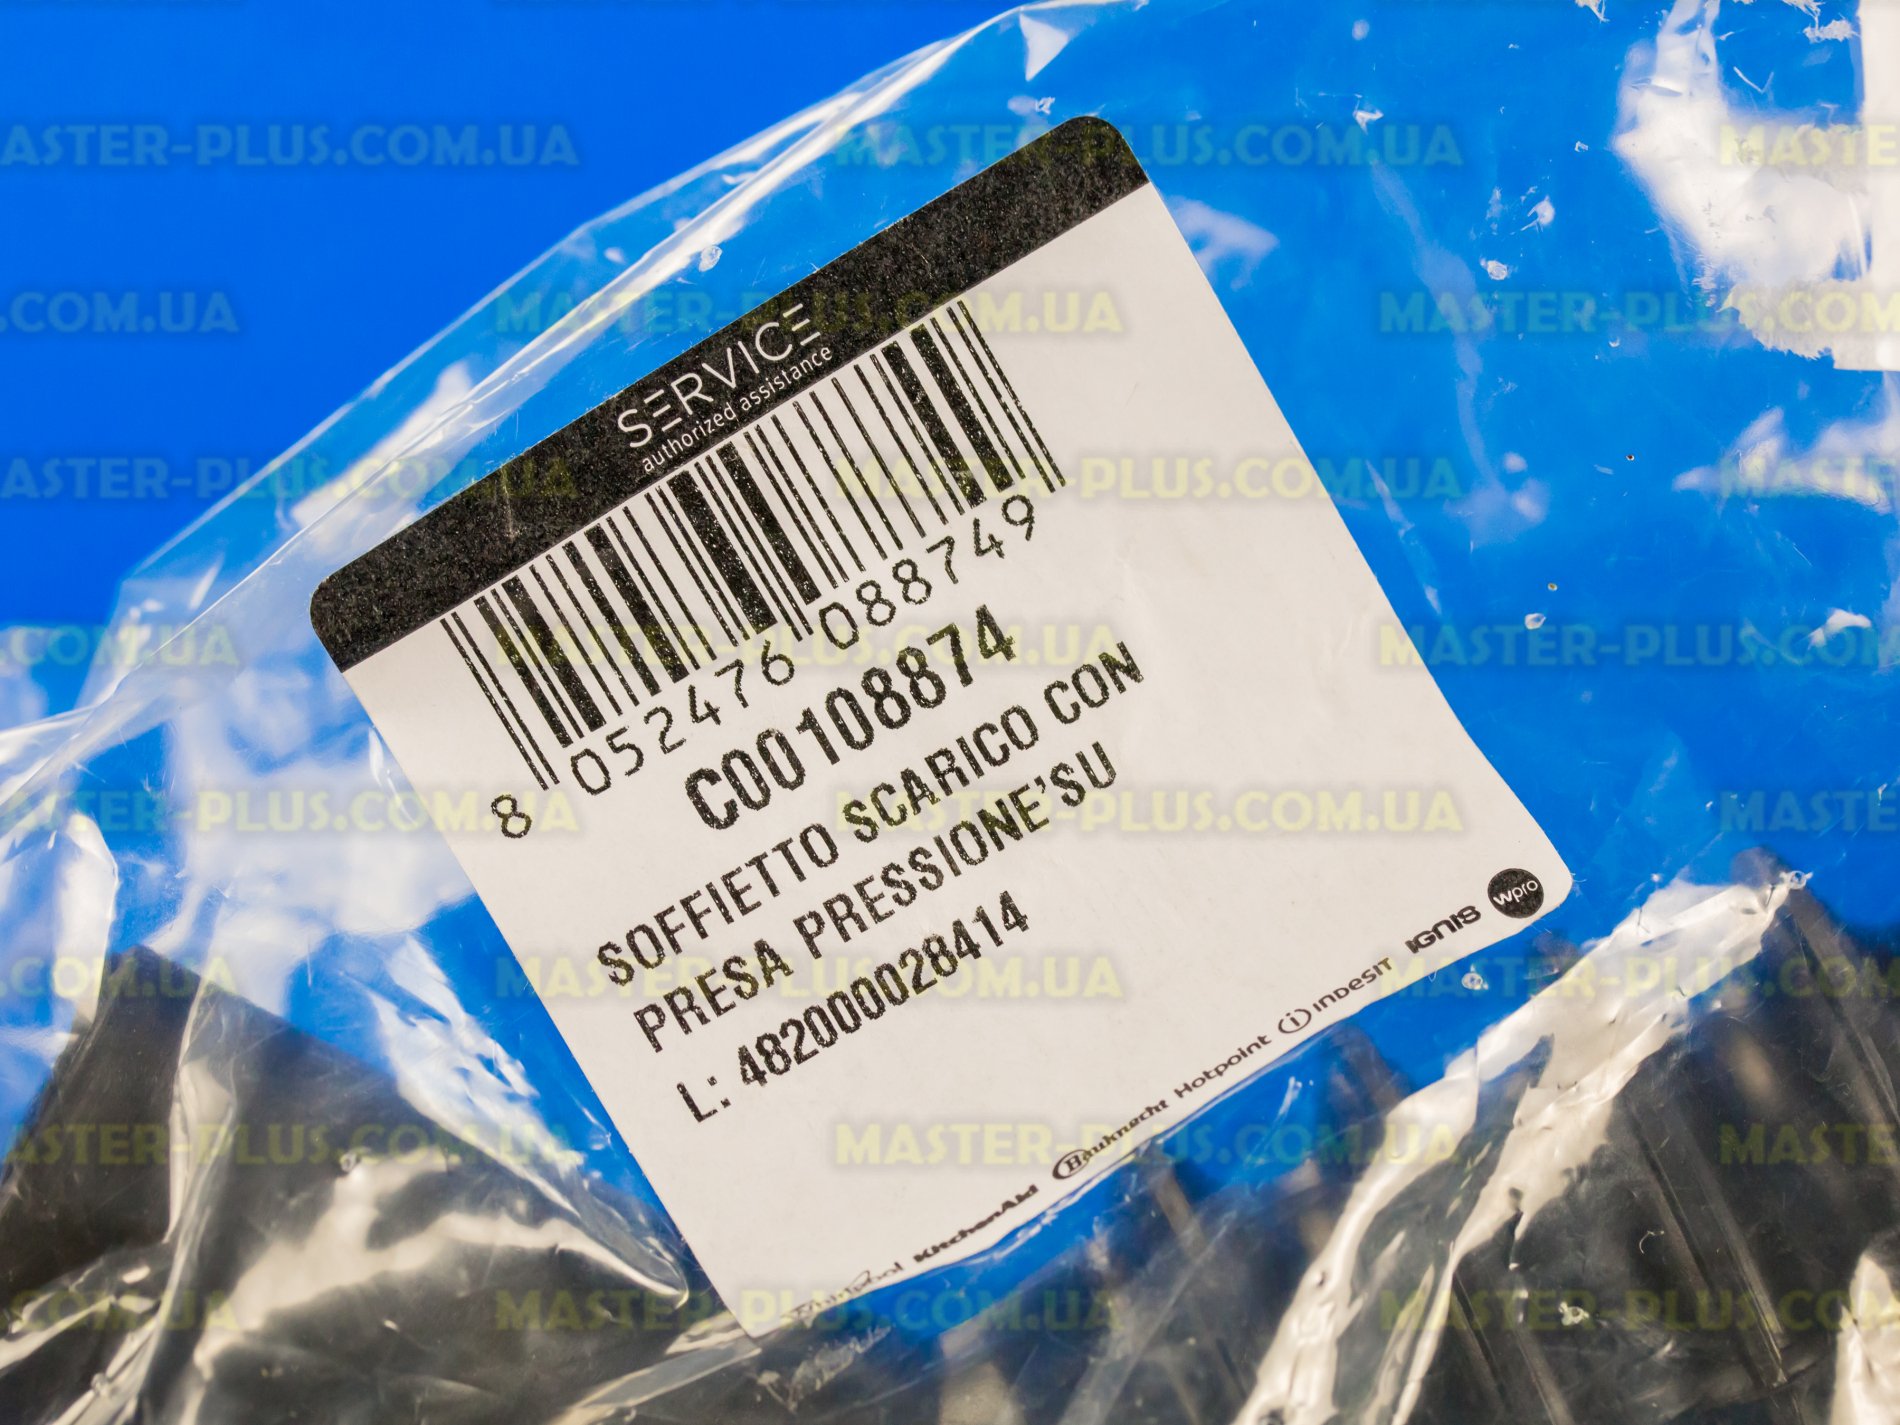 SERVICE
authorized assistance
8 052476 088749
C00108874
SOFFIETTO SCARICO CON
PRESA PRESSIONE'SU
L: 482000028414
Whirlpool KitchenAid Bauknecht Hotpoint indesit IGNIS wpro
MASTER-PLUS.COM.UA